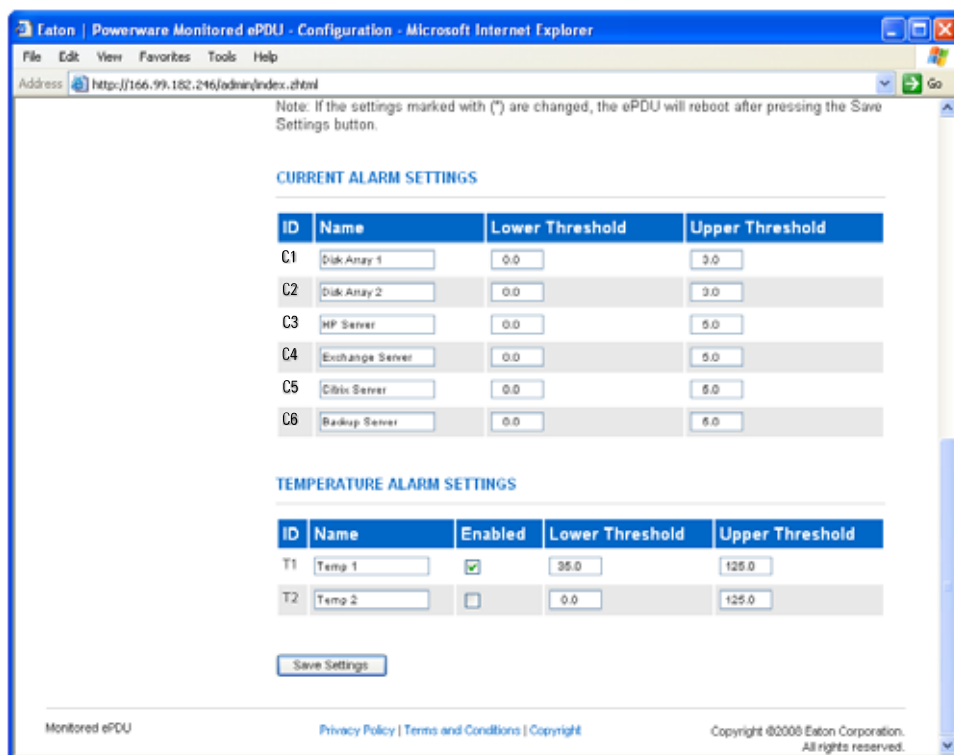 Eaton | Powerware Monitored ePDU - Configuration - Microsoft Internet Explorer
File Edit View Favorites Tools Help
Address http://166.99.182.246/admin/index.zhtml Go
Note: If the settings marked with (*) are changed, the ePDU will reboot after pressing the Save
Settings button.
CURRENT ALARM SETTINGS
ID Name Lower Threshold Upper Threshold
C1 Disk Array 1 0.0 3.0
C2 Disk Array 2 0.0 3.0
C3 HP Server 0.0 5.0
C4 Exchange Server 0.0 5.0
C5 Citrix Server 0.0 5.0
C6 Backup Server 0.0 5.0
TEMPERATURE ALARM SETTINGS
ID Name Enabled Lower Threshold Upper Threshold
T1 Temp 1 35.0 125.0
T2 Temp 2 0.0 125.0
Save Settings
Monitored ePDU Privacy Policy | Terms and Conditions | Copyright Copyright ©2008 Eaton Corporation.
All rights reserved.